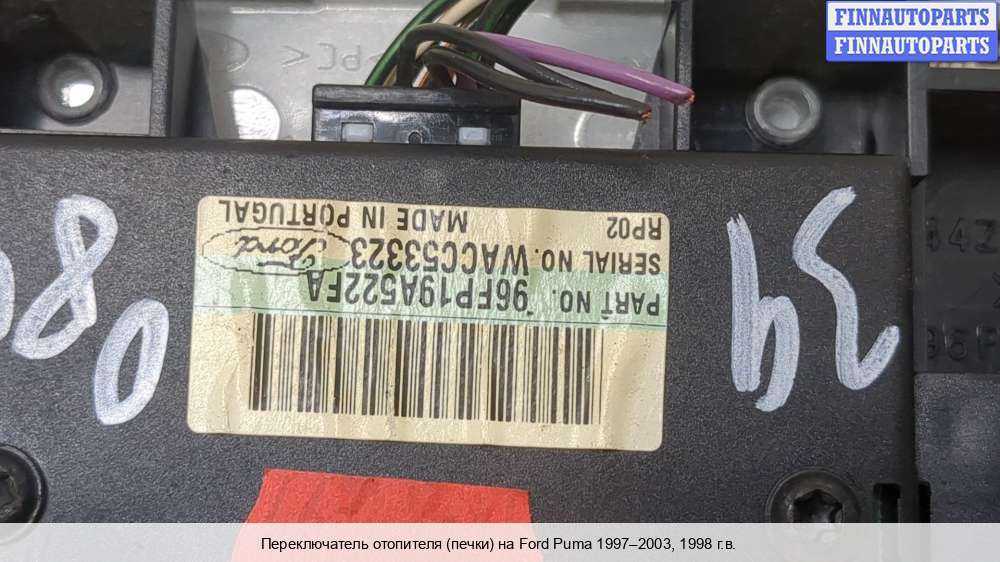 FINNAUTOPARTS
FINNAUTOPARTS
>PC<
PART NO. 96FP19A522FA
SERIAL NO. WACC53323
Ford
RP02 MADE IN PORTUGAL
Переключатель отопителя (печки) на Ford Puma 1997–2003, 1998 г.в.